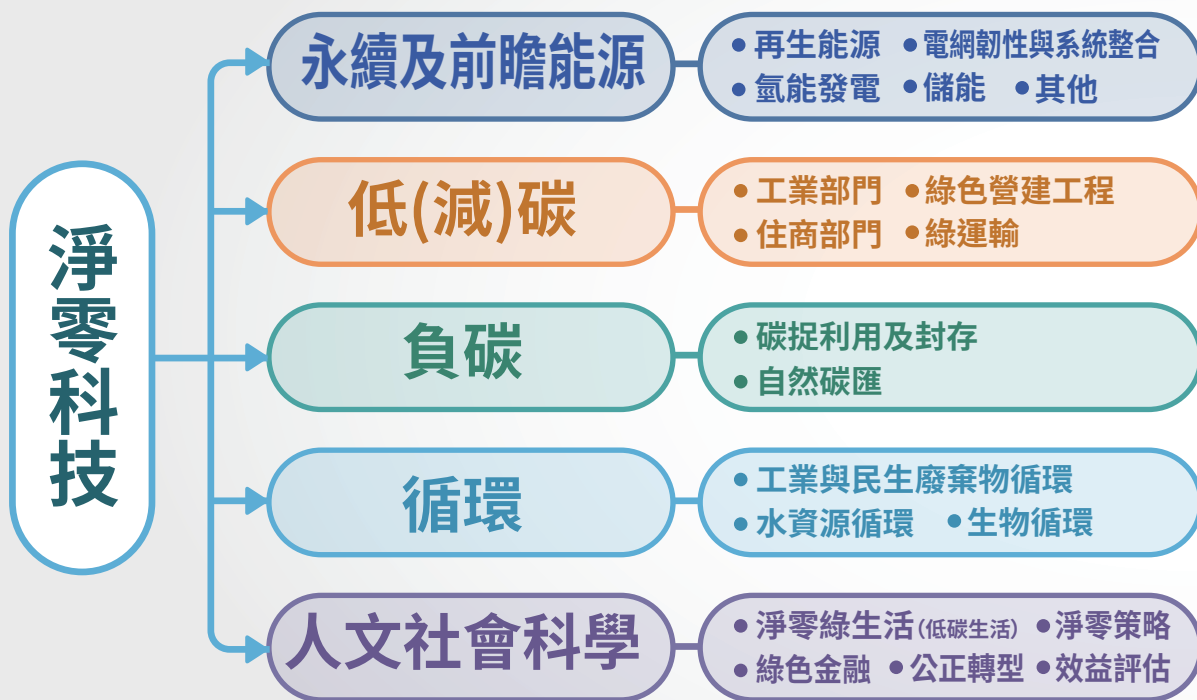 淨零科技
永續及前瞻能源
• 再生能源 • 電網韌性與系統整合
• 氫能發電 • 儲能 • 其他
低(減)碳
• 工業部門 • 綠色營建工程
• 住商部門 • 綠運輸
負碳
• 碳捉利用及封存
• 自然碳匯
循環
• 工業與民生廢棄物循環
• 水資源循環 • 生物循環
人文社會科學
• 淨零綠生活(低碳生活) • 淨零策略
• 綠色金融 • 公正轉型 • 效益評估